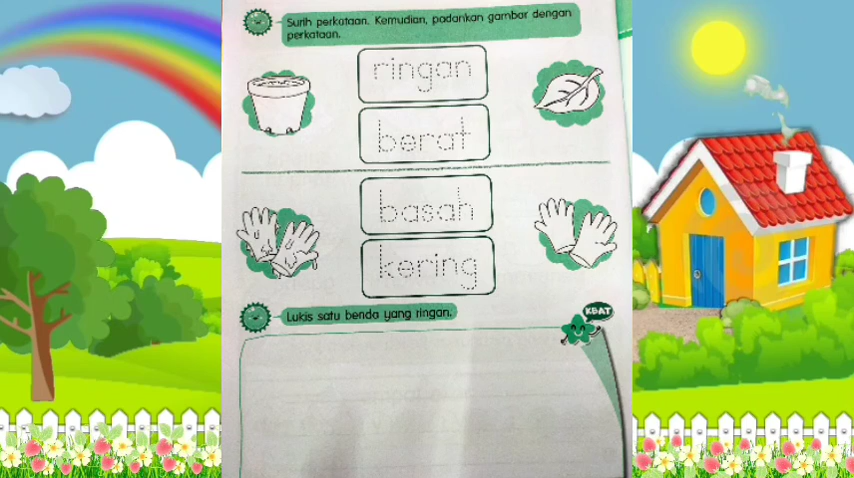 Surih perkataan. Kemudian, padankan gambar dengan
perkataan.
ringan
berat
basah
kering
Lukis satu benda yang ringan.
KBAT